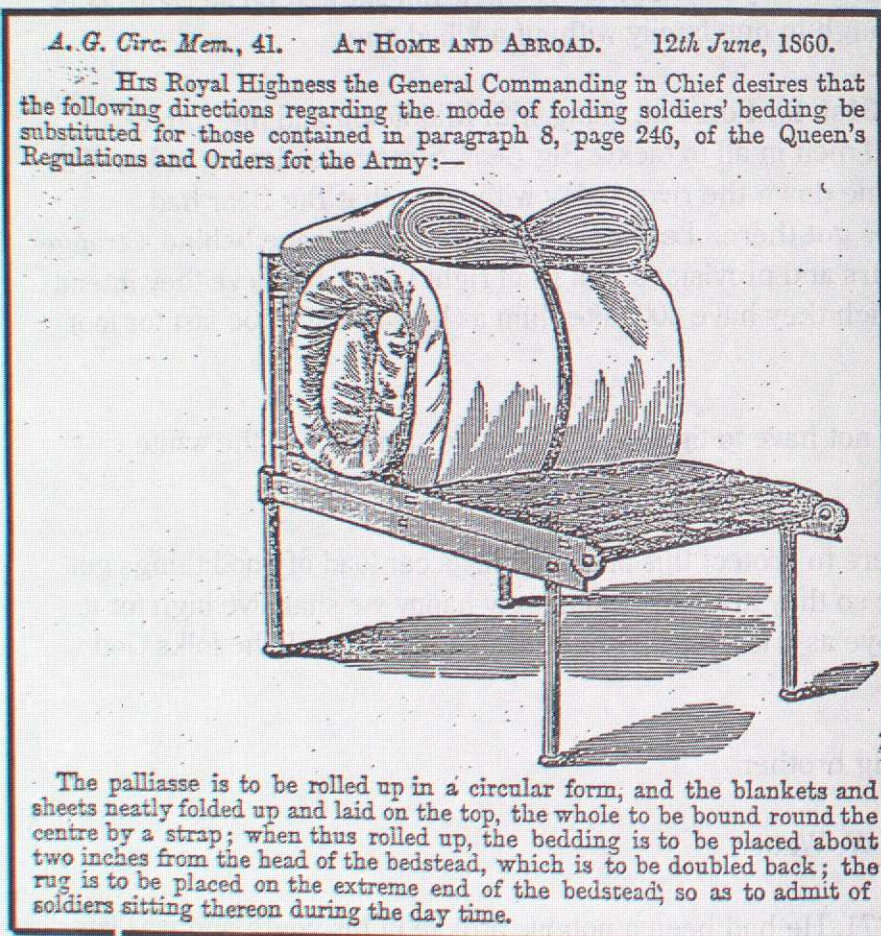 A. G. Circ. Mem., 41. AT HOME AND ABROAD. 12th June, 1860.
HIS Royal Highness the General Commanding in Chief desires that
the following directions regarding the mode of folding soldiers' bedding be
substituted for those contained in paragraph 8, page 246, of the Queen's
Regulations and Orders for the Army:—
The palliasse is to be rolled up in a circular form, and the blankets and
sheets neatly folded up and laid on the top, the whole to be bound round the
centre by a strap; when thus rolled up, the bedding is to be placed about
two inches from the head of the bedstead, which is to be doubled back; the
rug is to be placed on the extreme end of the bedstead, so as to admit of
soldiers sitting thereon during the day time.